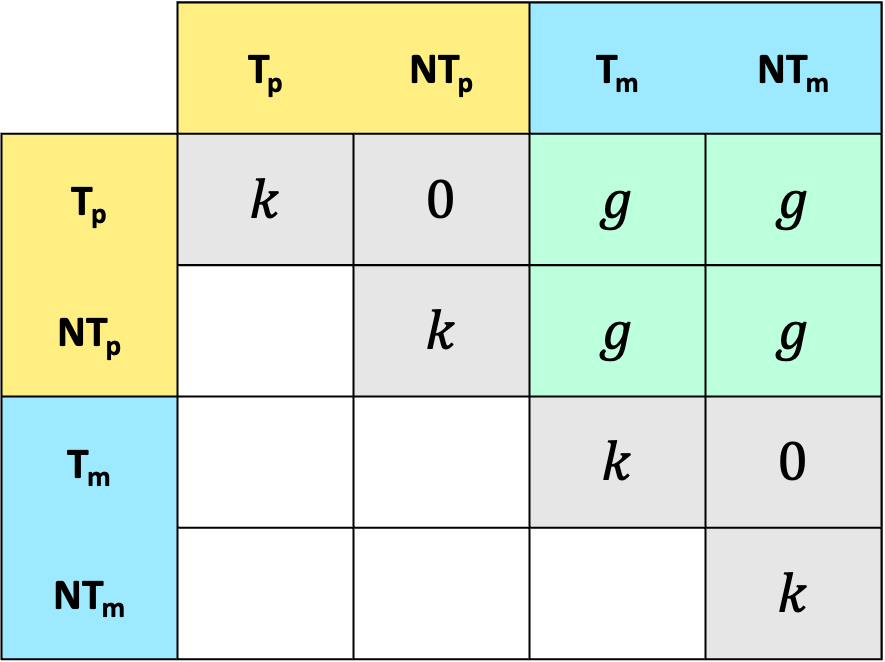 Tp NTp Tm NTm
Tp k 0 g g
NTp k g g
Tm k 0
NTm k